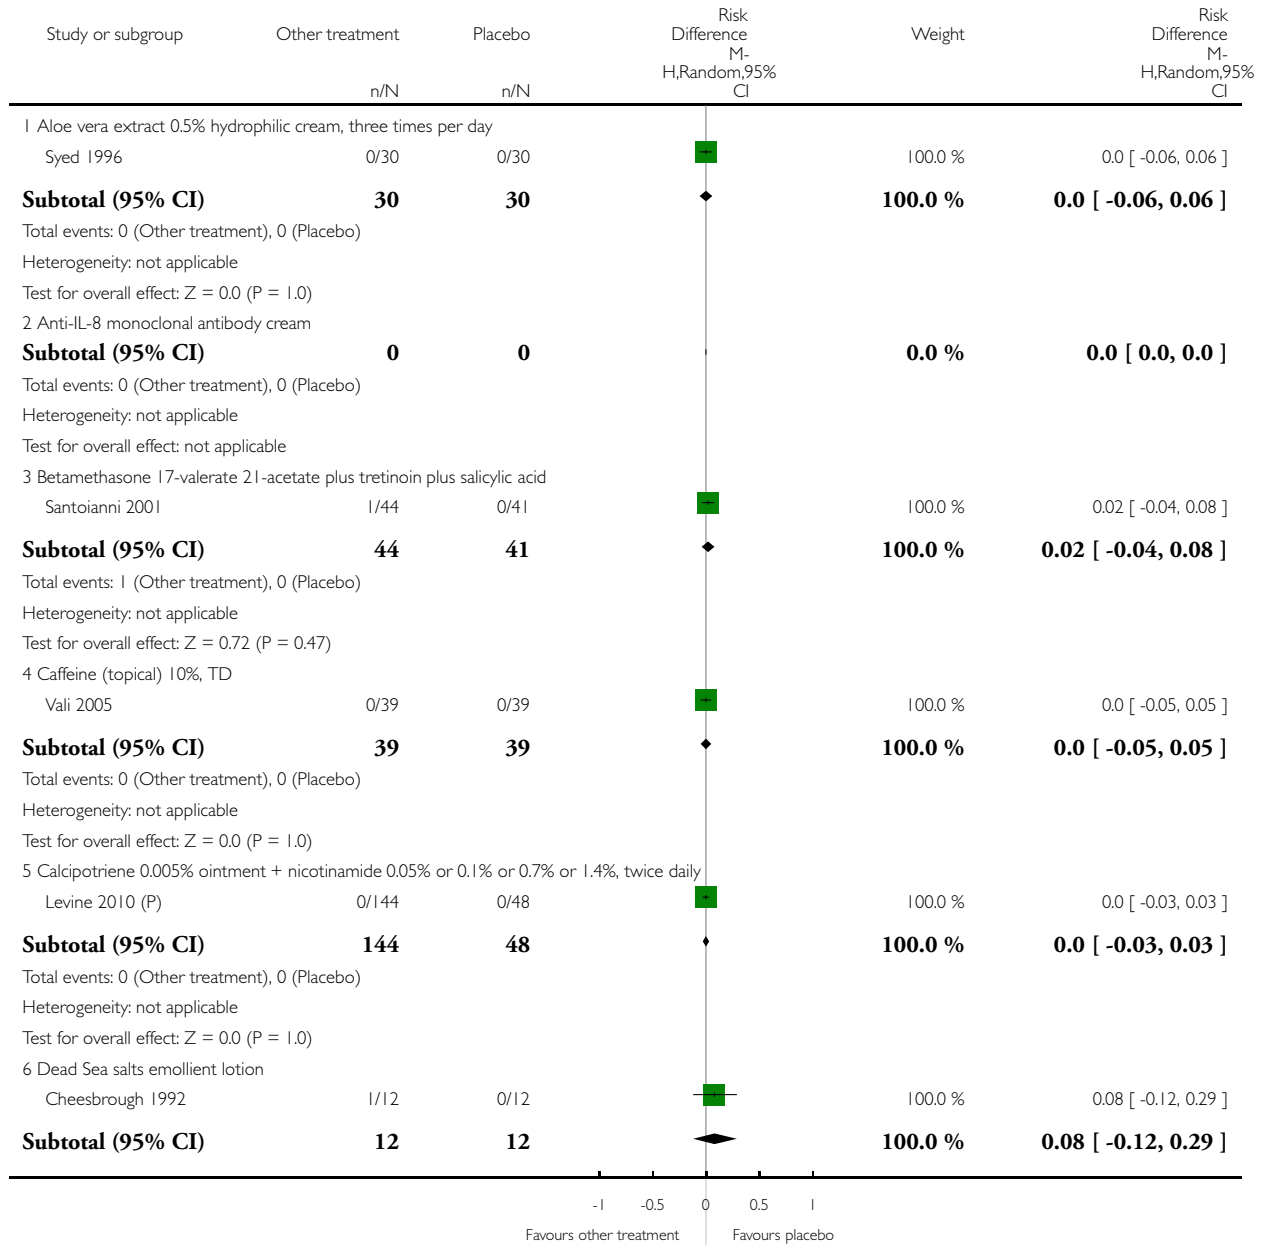 Study or subgroup Other treatment Placebo Risk Difference M-H,Random,95% CI Weight Risk Difference M-H,Random,95% CI
n/N n/N
1 Aloe vera extract 0.5% hydrophilic cream, three times per day
Syed 1996 0/30 0/30 100.0 % 0.0 [ -0.06, 0.06 ]
Subtotal (95% CI) 30 30 100.0 % 0.0 [ -0.06, 0.06 ]
Total events: 0 (Other treatment), 0 (Placebo)
Heterogeneity: not applicable
Test for overall effect: Z = 0.0 (P = 1.0)
2 Anti-IL-8 monoclonal antibody cream
Subtotal (95% CI) 0 0 0.0 % 0.0 [ 0.0, 0.0 ]
Total events: 0 (Other treatment), 0 (Placebo)
Heterogeneity: not applicable
Test for overall effect: not applicable
3 Betamethasone 17-valerate 21-acetate plus tretinoin plus salicylic acid
Santoianni 2001 1/44 0/41 100.0 % 0.02 [ -0.04, 0.08 ]
Subtotal (95% CI) 44 41 100.0 % 0.02 [ -0.04, 0.08 ]
Total events: 1 (Other treatment), 0 (Placebo)
Heterogeneity: not applicable
Test for overall effect: Z = 0.72 (P = 0.47)
4 Caffeine (topical) 10%, TD
Vali 2005 0/39 0/39 100.0 % 0.0 [ -0.05, 0.05 ]
Subtotal (95% CI) 39 39 100.0 % 0.0 [ -0.05, 0.05 ]
Total events: 0 (Other treatment), 0 (Placebo)
Heterogeneity: not applicable
Test for overall effect: Z = 0.0 (P = 1.0)
5 Calcipotriene 0.005% ointment + nicotinamide 0.05% or 0.1% or 0.7% or 1.4%, twice daily
Levine 2010 (P) 0/144 0/48 100.0 % 0.0 [ -0.03, 0.03 ]
Subtotal (95% CI) 144 48 100.0 % 0.0 [ -0.03, 0.03 ]
Total events: 0 (Other treatment), 0 (Placebo)
Heterogeneity: not applicable
Test for overall effect: Z = 0.0 (P = 1.0)
6 Dead Sea salts emollient lotion
Cheesbrough 1992 1/12 0/12 100.0 % 0.08 [ -0.12, 0.29 ]
Subtotal (95% CI) 12 12 100.0 % 0.08 [ -0.12, 0.29 ]
-1 -0.5 0 0.5 1
Favours other treatment Favours placebo